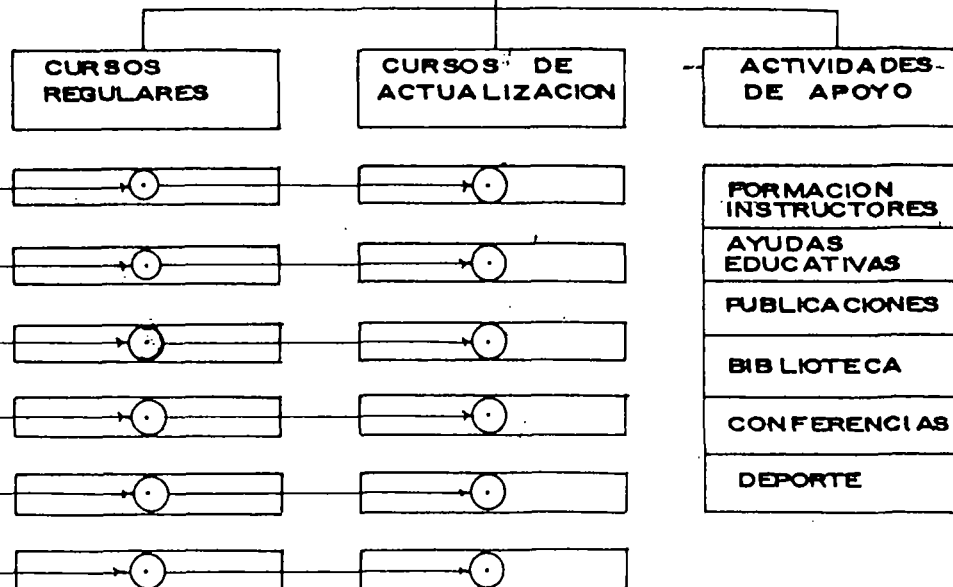 CURSOS
REGULARES
CURSOS DE
ACTUALIZACION
ACTIVIDADES
DE APOYO
FORMACION
INSTRUCTORES
AYUDAS
EDUCATIVAS
PUBLICACIONES
BIBLIOTECA
CONFERENCIAS
DEPORTE